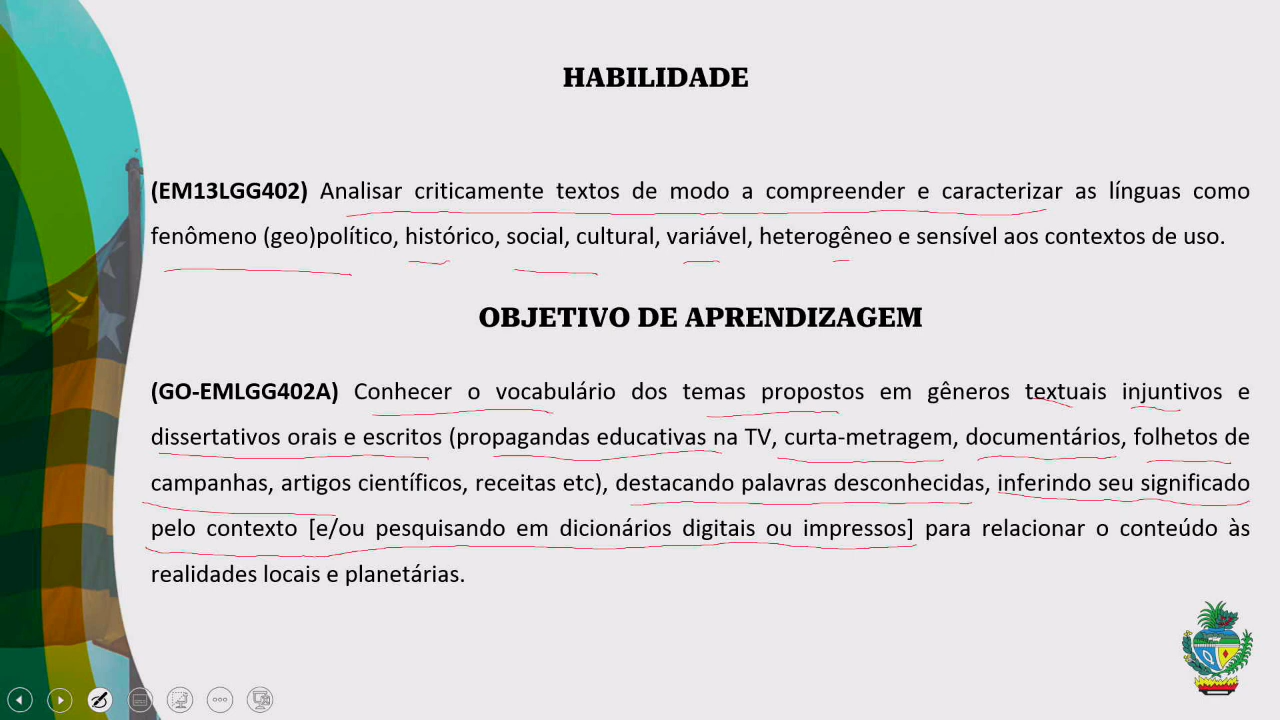 HABILIDADE
(EM13LGG402) Analisar criticamente textos de modo a compreender e caracterizar as línguas como
fenômeno (geo)político, histórico, social, cultural, variável, heterogêneo e sensível aos contextos de uso.
OBJETIVO DE APRENDIZAGEM
(GO-EMLGG402A) Conhecer o vocabulário dos temas propostos em gêneros textuais injuntivos e
dissertativos orais e escritos (propagandas educativas na TV, curta-metragem, documentários, folhetos de
campanhas, artigos científicos, receitas etc), destacando palavras desconhecidas, inferindo seu significado
pelo contexto [e/ou pesquisando em dicionários digitais ou impressos] para relacionar o conteúdo às
realidades locais e planetárias.